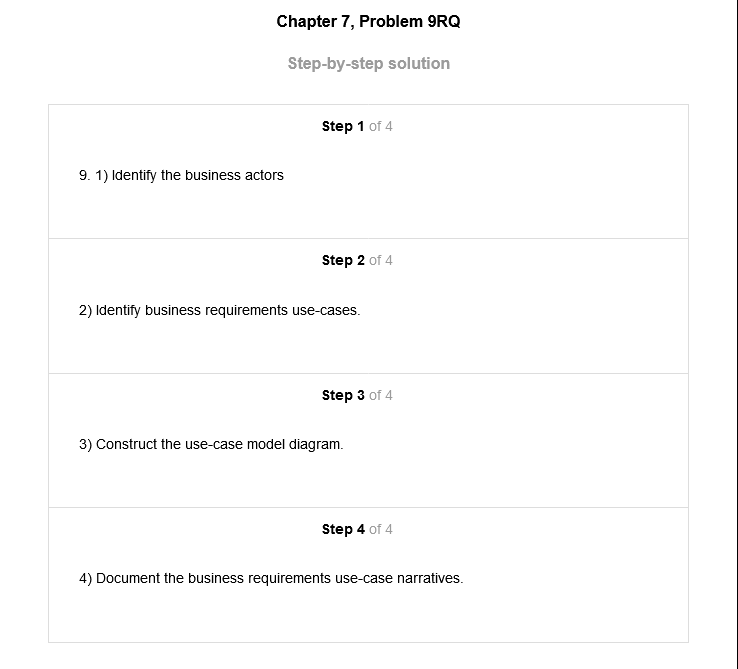 Chapter 7, Problem 9RQ
Step-by-step solution
Step 1 of 4
9. 1) Identify the business actors
Step 2 of 4
2) Identify business requirements use-cases.
Step 3 of 4
3) Construct the use-case model diagram.
Step 4 of 4
4) Document the business requirements use-case narratives.